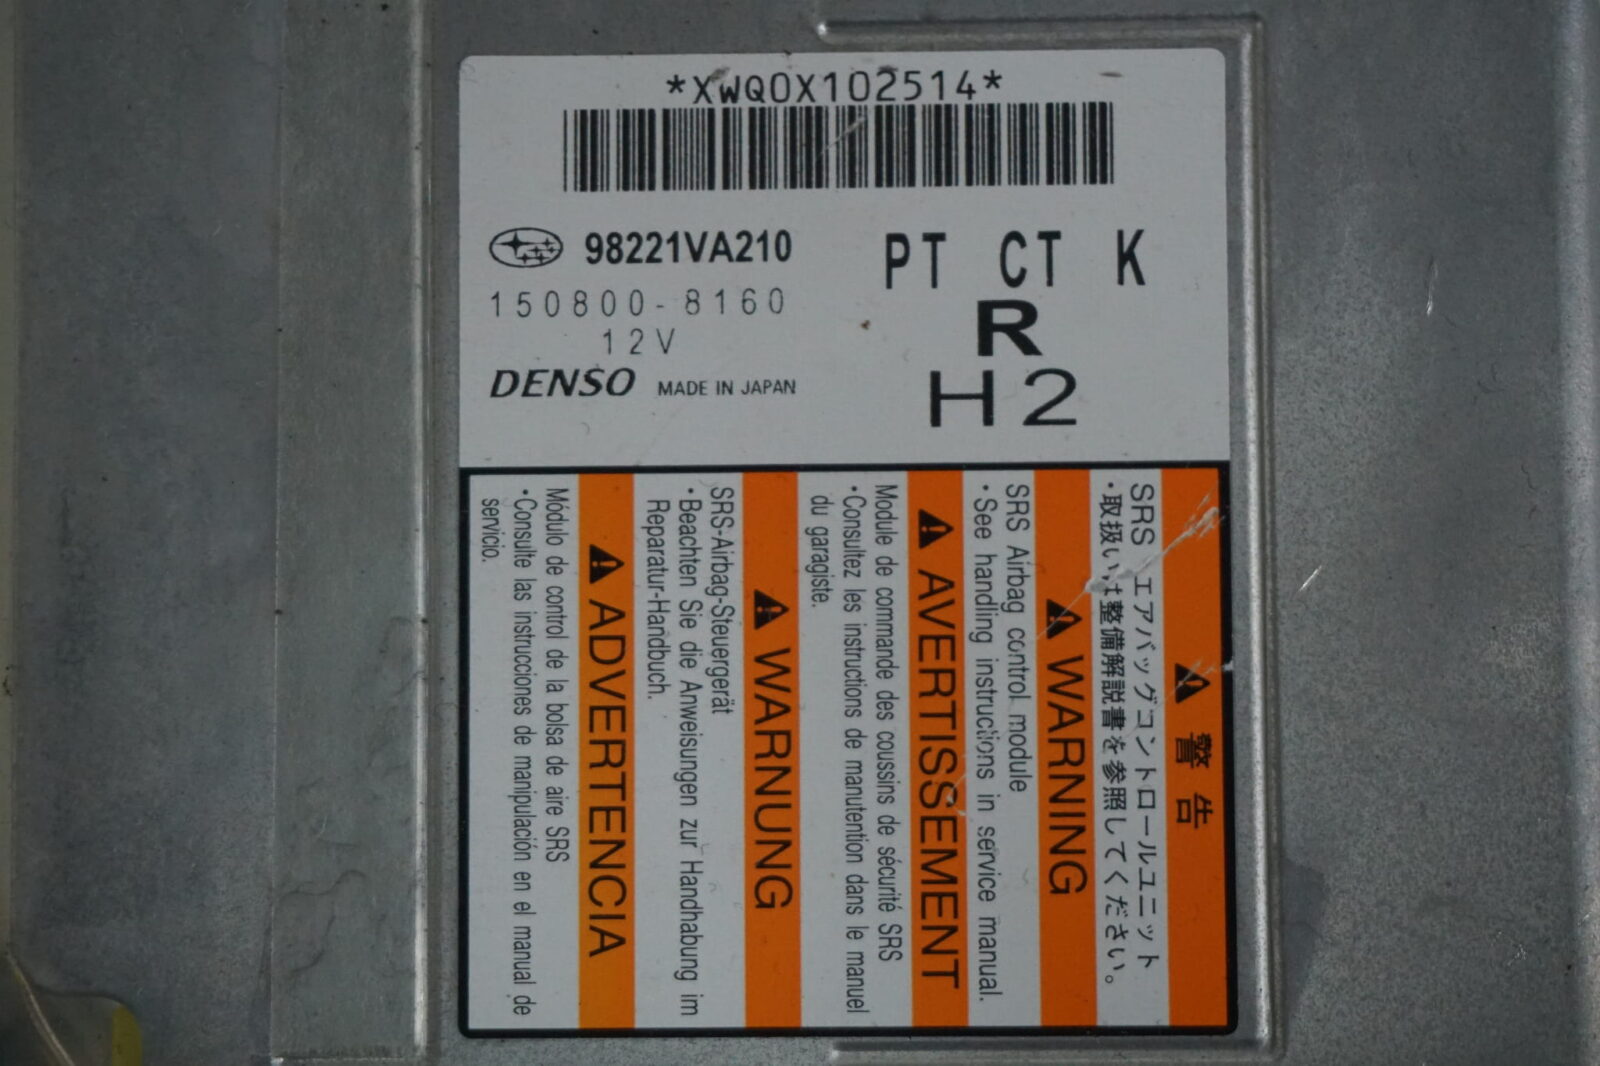 *XWQ0X102514*
98221VA210
150800-8160
12V
DENSO MADE IN JAPAN
PT CT K
R
H2
警告
SRS エアバッグコントロールユニット
・取扱いは整備解説書を参照してください。
WARNING
SRS Airbag control module
・See handling instructions in service manual.
AVERTISSEMENT
Module de commande des coussins de sécurité SRS
・Consultez les instructions de manutention dans le manuel
du garagiste.
WARNUNG
SRS-Airbag-Steuergerät
・Beachten Sie die Anweisungen zur Handhabung im
Reparatur-Handbuch.
ADVERTENCIA
Módulo de control de la bolsa de aire SRS
・Consulte las instrucciones de manipulación en el manual de
servicio.